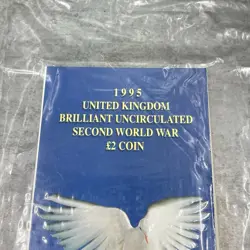 1995
UNITED KINGDOM
BRILLIANT UNCIRCULATED
SECOND WORLD WAR
£2 COIN